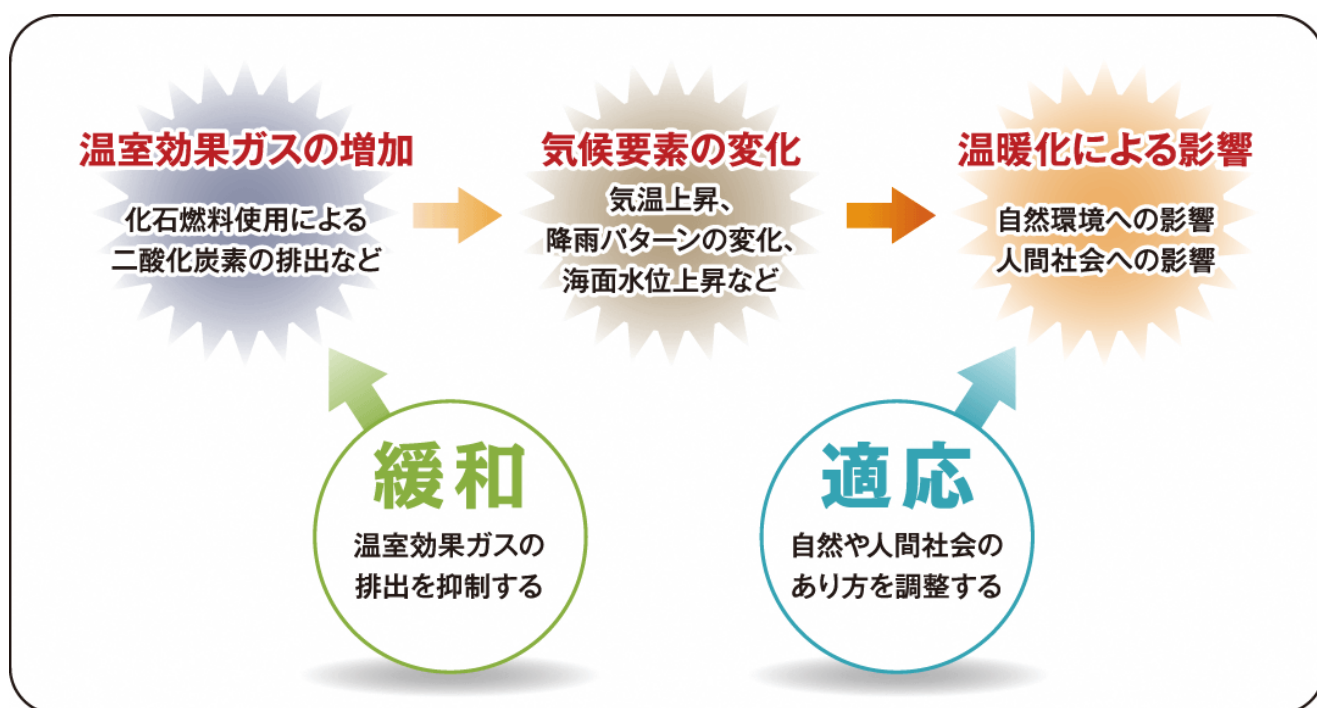 温室効果ガスの増加
化石燃料使用による
二酸化炭素の排出など
気候要素の変化
気温上昇、
降雨パターンの変化、
海面水位上昇など
温暖化による影響
自然環境への影響
人間社会への影響
緩和
温室効果ガスの
排出を抑制する
適応
自然や人間社会の
あり方を調整する